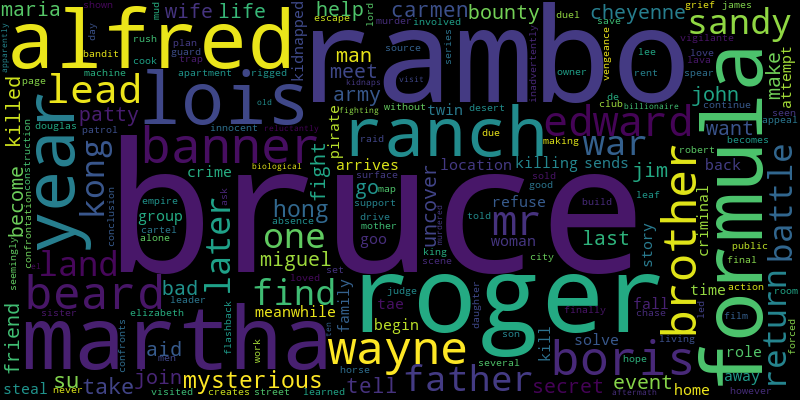 maria
wife
life
help
carmen
bounty
cheyenne
grief
james
alfred
rambo
sandy
lead
lois
man
meet
army
kidnapped
killed
year
patty
banner
ranch
edward
formula
john
make
attempt
want
war
kong
crime
hong
fight
pirate
arrives
location
killing
sends
jim
back
battle
become
bruce
group
later
one
go
goo
uncover
mr
refuse
woman
last
story
criminal
brother
land
beard
bad
find
miguel
roger
family
tae
begin
fall
time
return
friend
martha
mysterious
meanwhile
wayne
kill
solve
boris
role
away
aid
join
take
su
steal
tell
father
secret
event
home
shown
mud
day
rush
plan
cook
guard
trap
bandit
page
machine
apartment
rigged
escape
lord
murder
involved
source
series
visit
kidnaps
inadvertently
duel
save
owner
vengeance
lee
rent
de
club
billionaire
love
lava
spear
vigilante
continue
seen
appeal
becomes
robert
douglas
patrol
innocent
old
reluctantly
fighting
without
twin
desert
due
making
biological
raid
surface
sold
good
map
support
drive
mother
told
build
leaf
ask
absence
empire
cartel
alone
leader
construction
confrontation
conclusion
seemingly
apparently
sister
elizabeth
confronts
men
flashback
loved
set
king
scene
murdered
city
judge
daughter
son
several
finally
hope
living
chase
led
public
final
action
film
room
forced
however
horse
work
ten
never
visited
creates
street
learned
aftermath